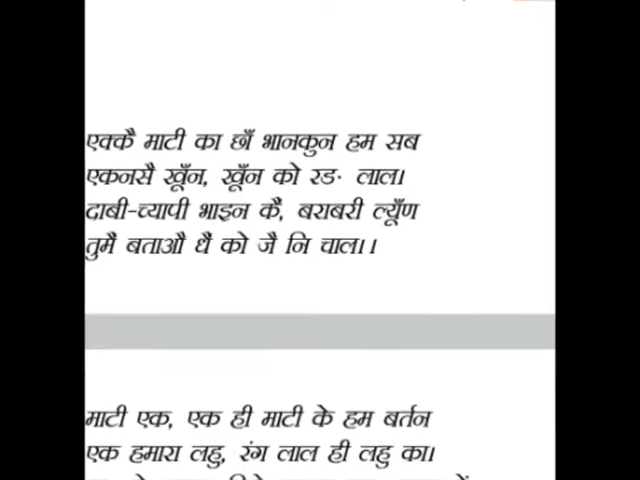 एक्कै माटी का छाँ भानकुन हम सब
एकनसै खूँन, खूँन को रङ लाल।
दाबी-च्यापी भाइन कै, बराबरी ल्यूँण
तुमै बताऔ धै को जै नि चाल।।
माटी एक, एक ही माटी के हम बर्तन
एक हमारा लहु, रंग लाल ही लहु का।